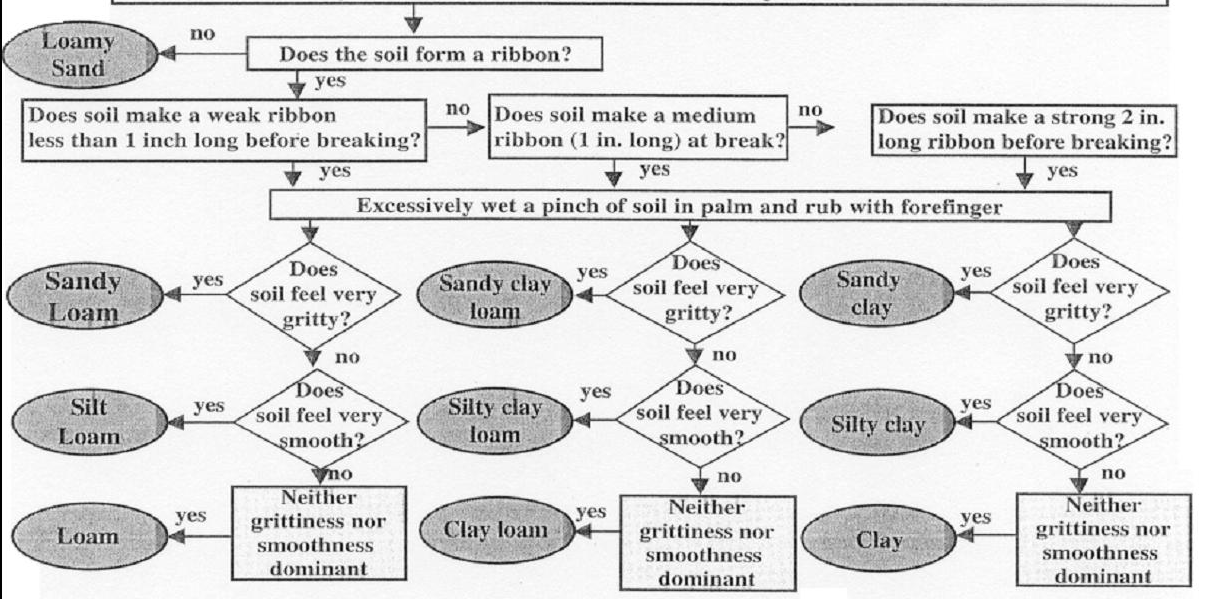 Loamy
Sand
no
Does the soil form a ribbon?
yes
Does soil make a weak ribbon
less than 1 inch long before breaking?
no
Does soil make a medium
ribbon (1 in. long) at break?
no
Does soil make a strong 2 in.
long ribbon before breaking?
yes
yes
yes
Excessively wet a pinch of soil in palm and rub with forefinger
Sandy
Loam
yes
Does
soil feel very
gritty?
Sandy clay
loam
yes
Does
soil feel very
gritty?
Sandy
clay
yes
Does
soil feel very
gritty?
no
no
no
Silt
Loam
yes
Does
soil feel very
smooth?
Silty clay
loam
yes
Does
soil feel very
smooth?
Silty clay
yes
Does
soil feel very
smooth?
no
no
no
Loam
yes
Neither
grittiness nor
smoothness
dominant
Clay loam
yes
Neither
grittiness nor
smoothness
dominant
Clay
yes
Neither
grittiness nor
smoothness
dominant